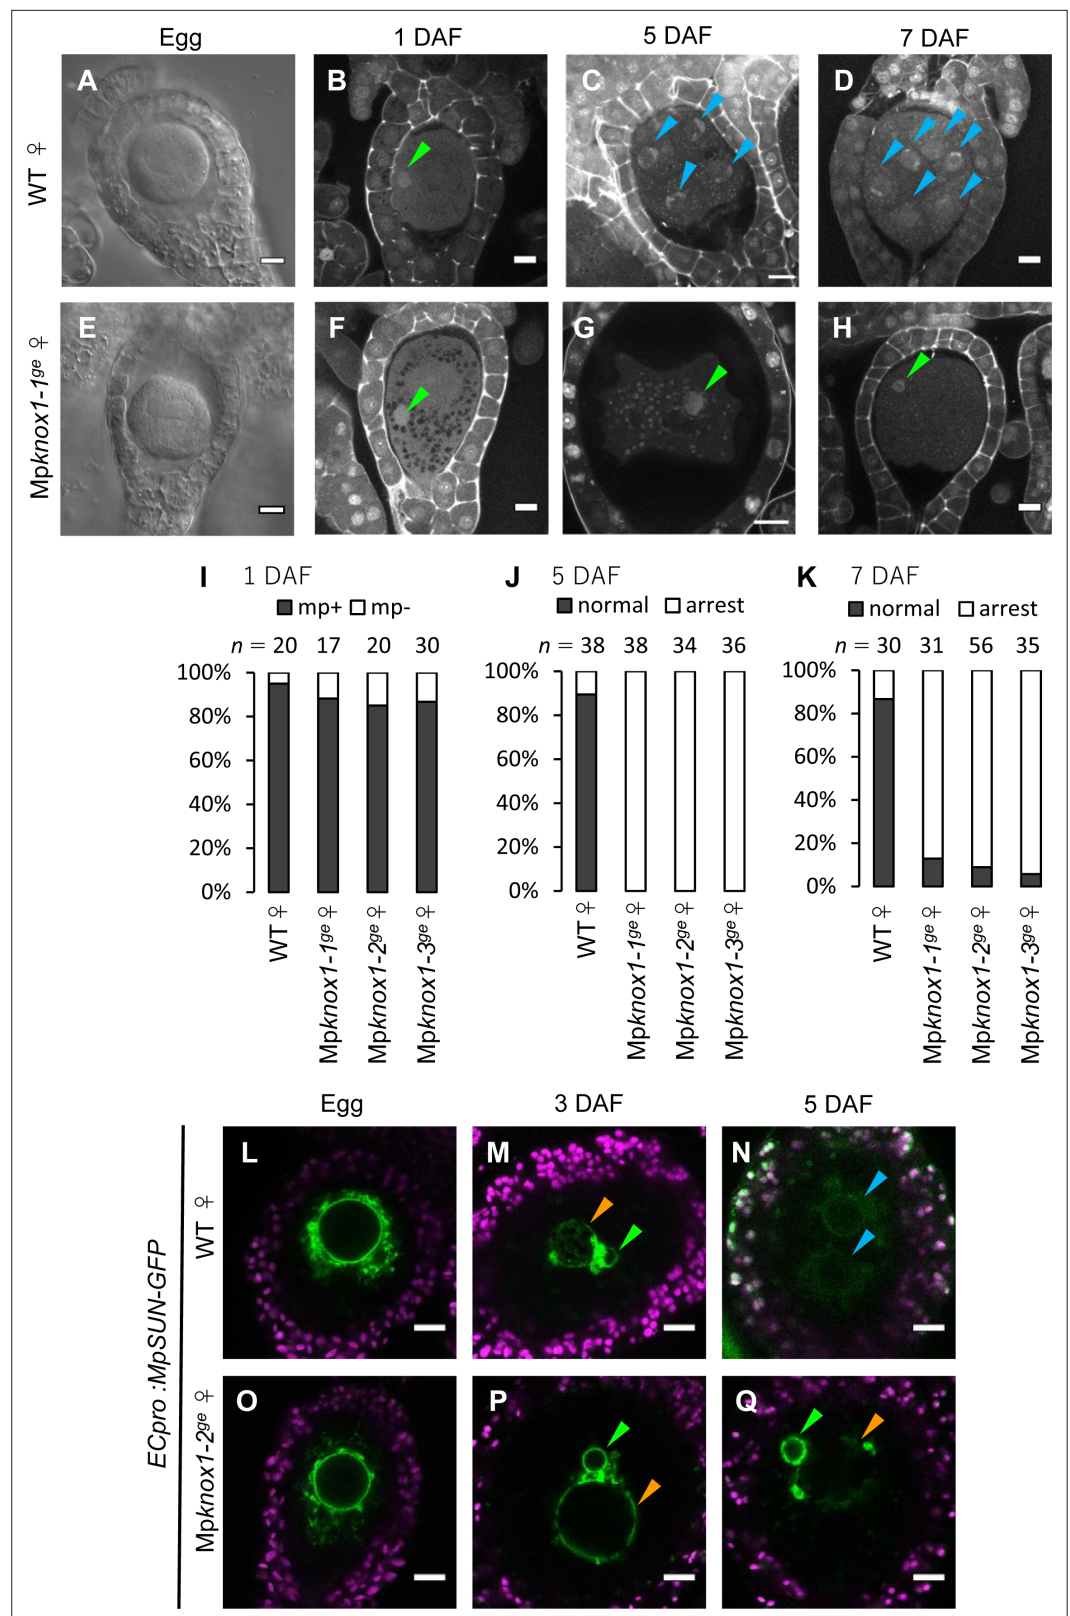 Egg 1 DAF 5 DAF 7 DAF
WT ♀
A B C D
Mpknox1-1ge ♀
E F G H
I 1 DAF J 5 DAF K 7 DAF
mp+ mp- normal arrest normal arrest
n = 20 17 20 30 n = 38 38 34 36 n = 30 31 56 35
100% 100% 100%
80% 80% 80%
60% 60% 60%
40% 40% 40%
20% 20% 20%
0% 0% 0%
WT ♀ Mpknox1-1ge ♀ Mpknox1-2ge ♀ Mpknox1-3ge ♀ WT ♀ Mpknox1-1ge ♀ Mpknox1-2ge ♀ Mpknox1-3ge ♀ WT ♀ Mpknox1-1ge ♀ Mpknox1-2ge ♀ Mpknox1-3ge ♀
Egg 3 DAF 5 DAF
ECpro :MpSUN-GFP
WT ♀
L M N
Mpknox1-2ge ♀
O P Q